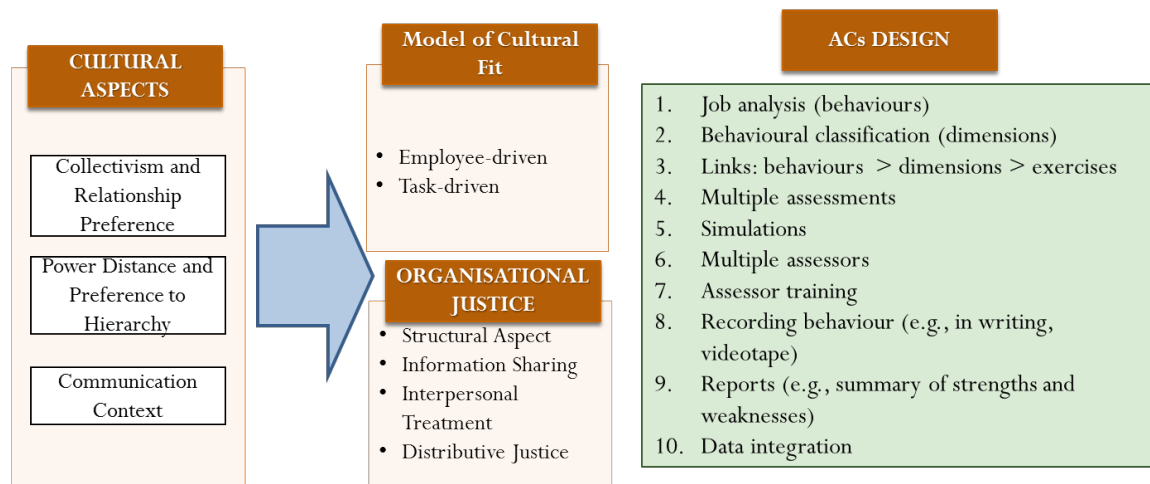 CULTURAL
ASPECTS
Collectivism and
Relationship
Preference
Power Distance and
Preference to
Hierarchy
Communication
Context
Model of Cultural
Fit
• Employee-driven
• Task-driven
ORGANISATIONAL
JUSTICE
• Structural Aspect
• Information Sharing
• Interpersonal
Treatment
• Distributive Justice
ACs DESIGN
1. Job analysis (behaviours)
2. Behavioural classification (dimensions)
3. Links: behaviours > dimensions > exercises
4. Multiple assessments
5. Simulations
6. Multiple assessors
7. Assessor training
8. Recording behaviour (e.g., in writing,
videotape)
9. Reports (e.g., summary of strengths and
weaknesses)
10. Data integration